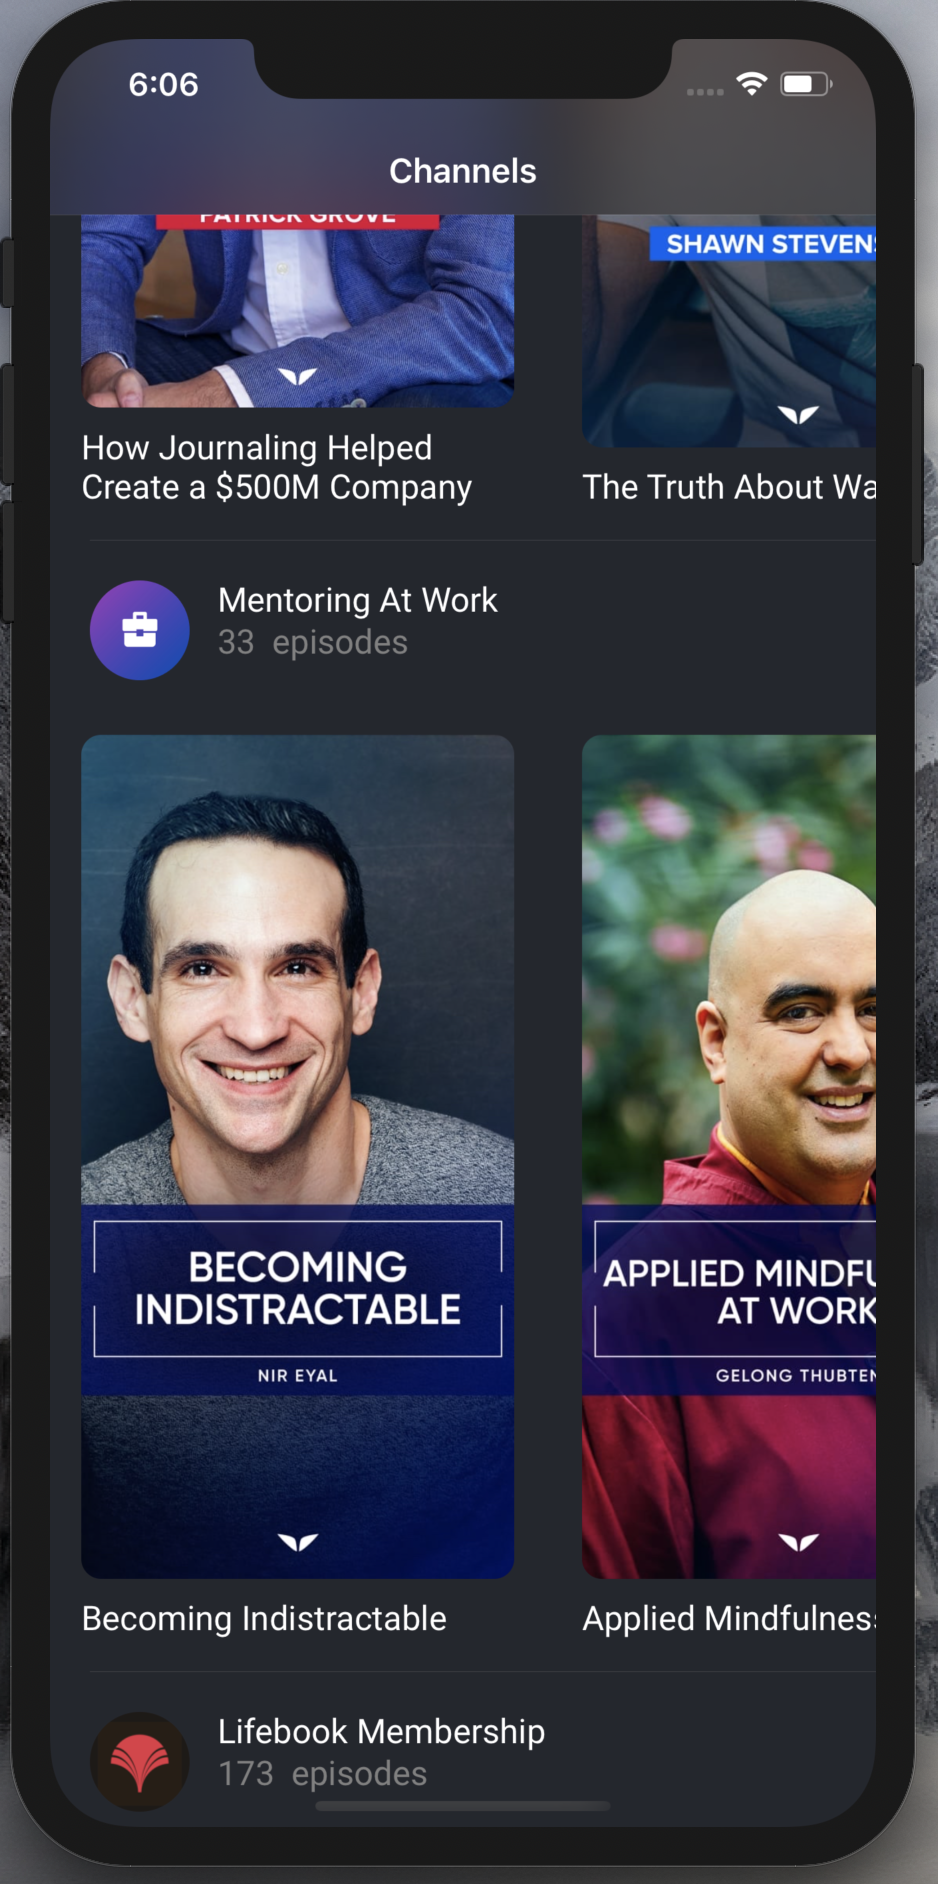 6:06
Channels
PATRICK GROVE
SHAWN STEVENS
How Journaling Helped
Create a $500M Company
The Truth About Wa
Mentoring At Work
33 episodes
BECOMING
INDISTRACTABLE
NIR EYAL
APPLIED MINDFU
AT WORK
GELONG THUBTEN
Becoming Indistractable
Applied Mindfulness
Lifebook Membership
173 episodes